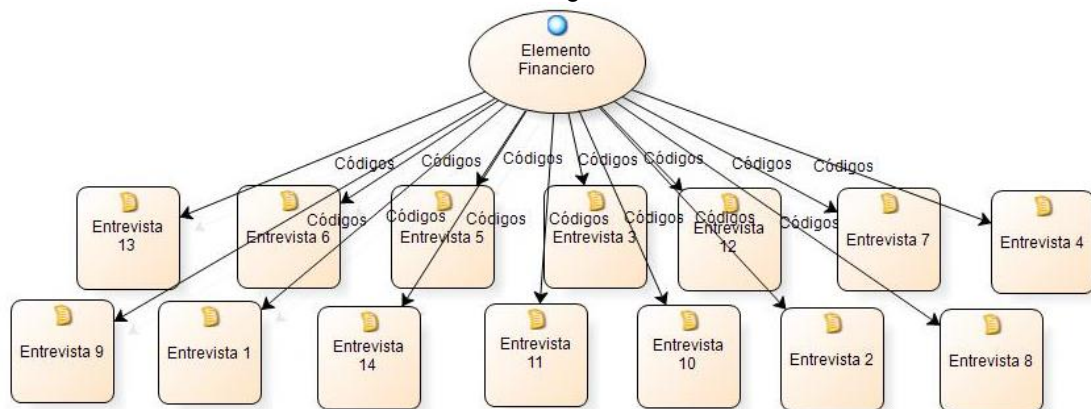 Elemento
Financiero
Códigos
Códigos
Códigos
Códigos
Códigos
Códigos
Códigos
Entrevista
13
Entrevista 6
Entrevista 5
Entrevista 3
Entrevista
12
Entrevista 7
Entrevista 4
Códigos
Códigos
Códigos
Códigos
Códigos
Códigos
Códigos
Entrevista 9
Entrevista 1
Entrevista
14
Entrevista
11
Entrevista
10
Entrevista 2
Entrevista 8